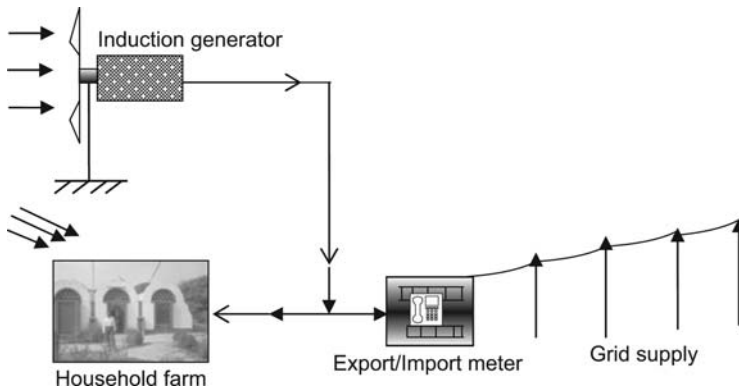 Induction generator
Export/Import meter
Grid supply
Household farm